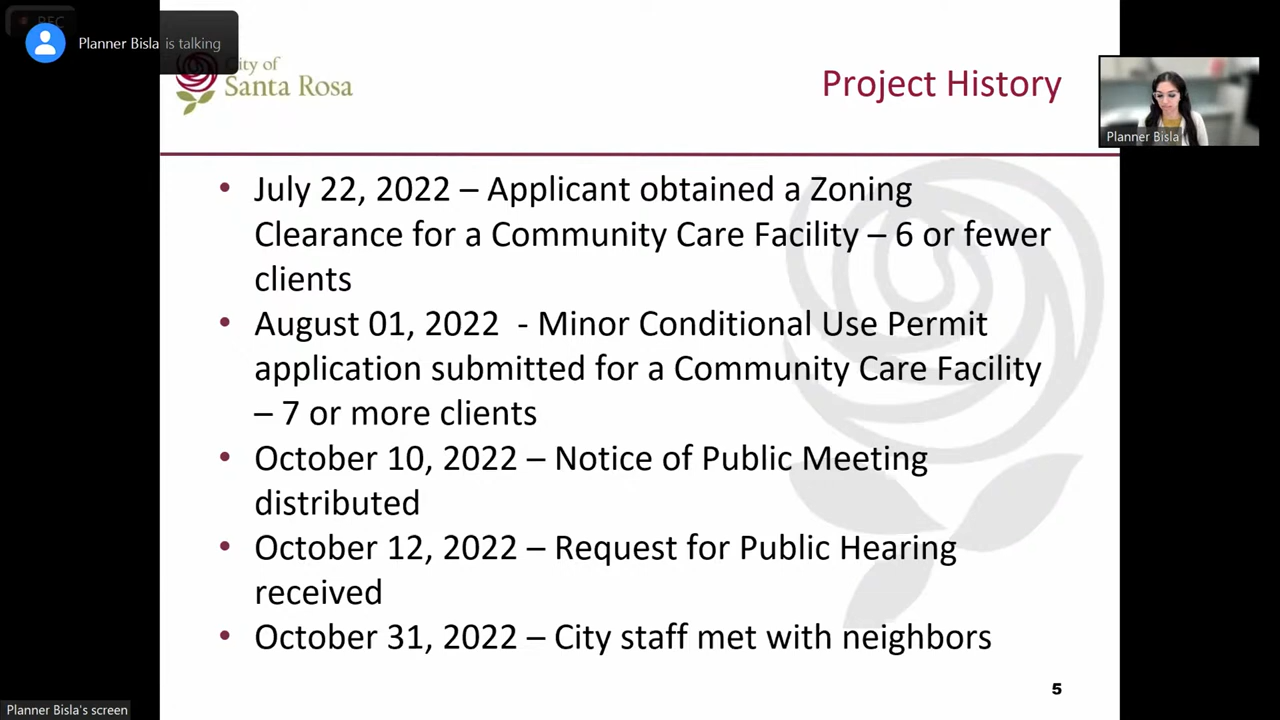 REC
Planner Bisla is talking
City of
Santa Rosa
Project History
Planner Bisla
• July 22, 2022 – Applicant obtained a Zoning
Clearance for a Community Care Facility – 6 or fewer
clients
• August 01, 2022 - Minor Conditional Use Permit
application submitted for a Community Care Facility
– 7 or more clients
• October 10, 2022 – Notice of Public Meeting
distributed
• October 12, 2022 – Request for Public Hearing
received
• October 31, 2022 – City staff met with neighbors
5
Planner Bisla's screen